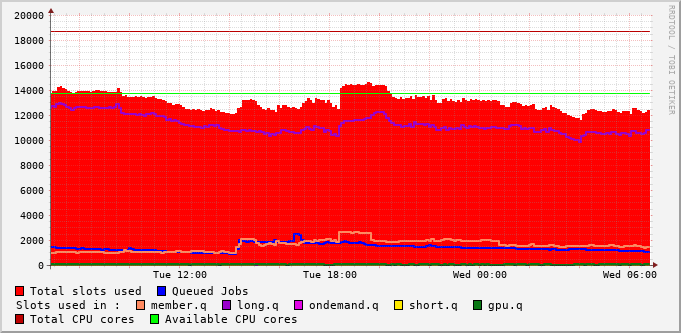 20000
18000
16000
14000
12000
10000
8000
6000
4000
2000
0
Tue 12:00 Tue 18:00 Wed 00:00 Wed 06:00
RRDTOOL / TOBI OETIKER
Total slots used Queued Jobs
Slots used in : member.q long.q ondemand.q short.q gpu.q
Total CPU cores Available CPU cores